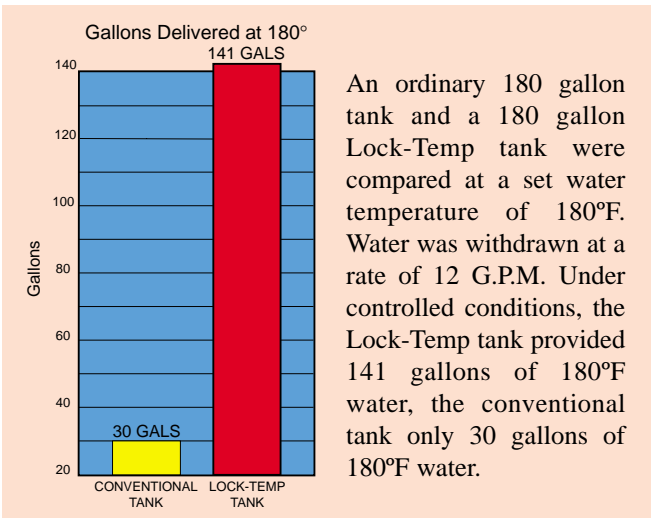 Gallons Delivered at 180°
141 GALS
140
120
100
80
60
40
20
Gallons
30 GALS
CONVENTIONAL TANK
LOCK-TEMP TANK
An ordinary 180 gallon
tank and a 180 gallon
Lock-Temp tank were
compared at a set water
temperature of 180ºF.
Water was withdrawn at a
rate of 12 G.P.M. Under
controlled conditions, the
Lock-Temp tank provided
141 gallons of 180ºF
water, the conventional
tank only 30 gallons of
180ºF water.